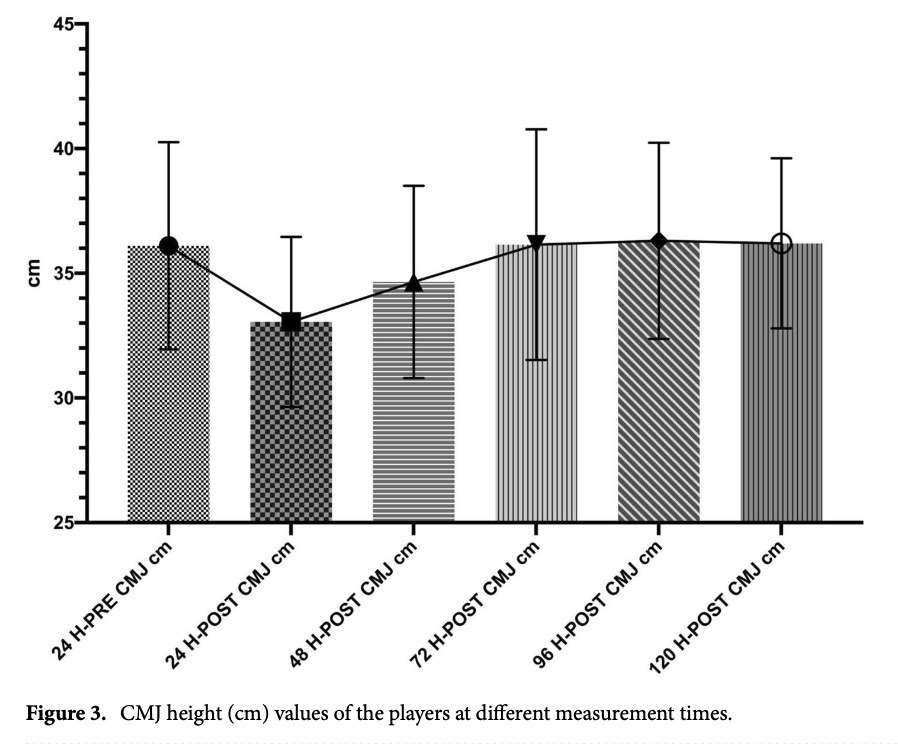 45
40
35
30
25
cm
24 H-PRE CMJ cm
24 H-POST CMJ cm
48 H-POST CMJ cm
72 H-POST CMJ cm
96 H-POST CMJ cm
120 H-POST CMJ cm
Figure 3. CMJ height (cm) values of the players at different measurement times.